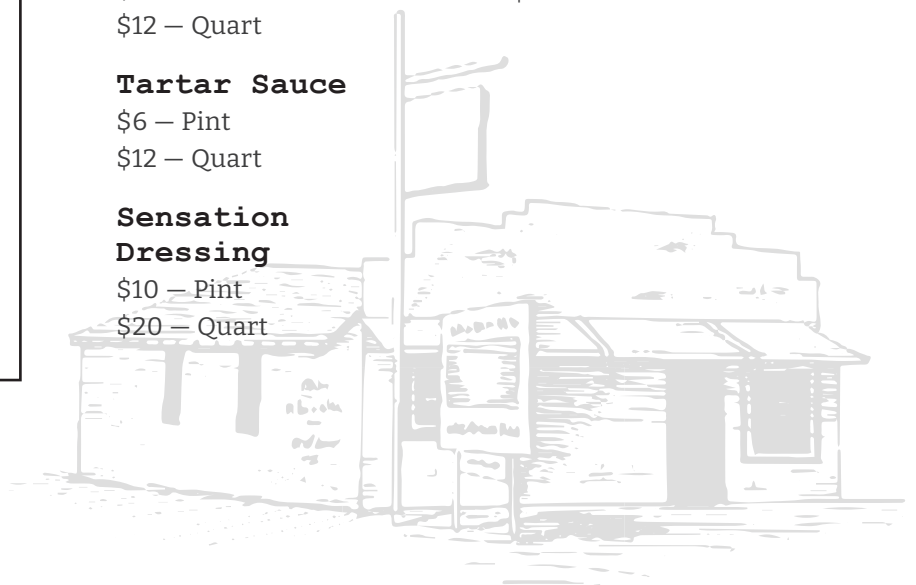 $12 — Quart
Tartar Sauce
$6 — Pint
$12 — Quart
Sensation
Dressing
$10 — Pint
$20 — Quart